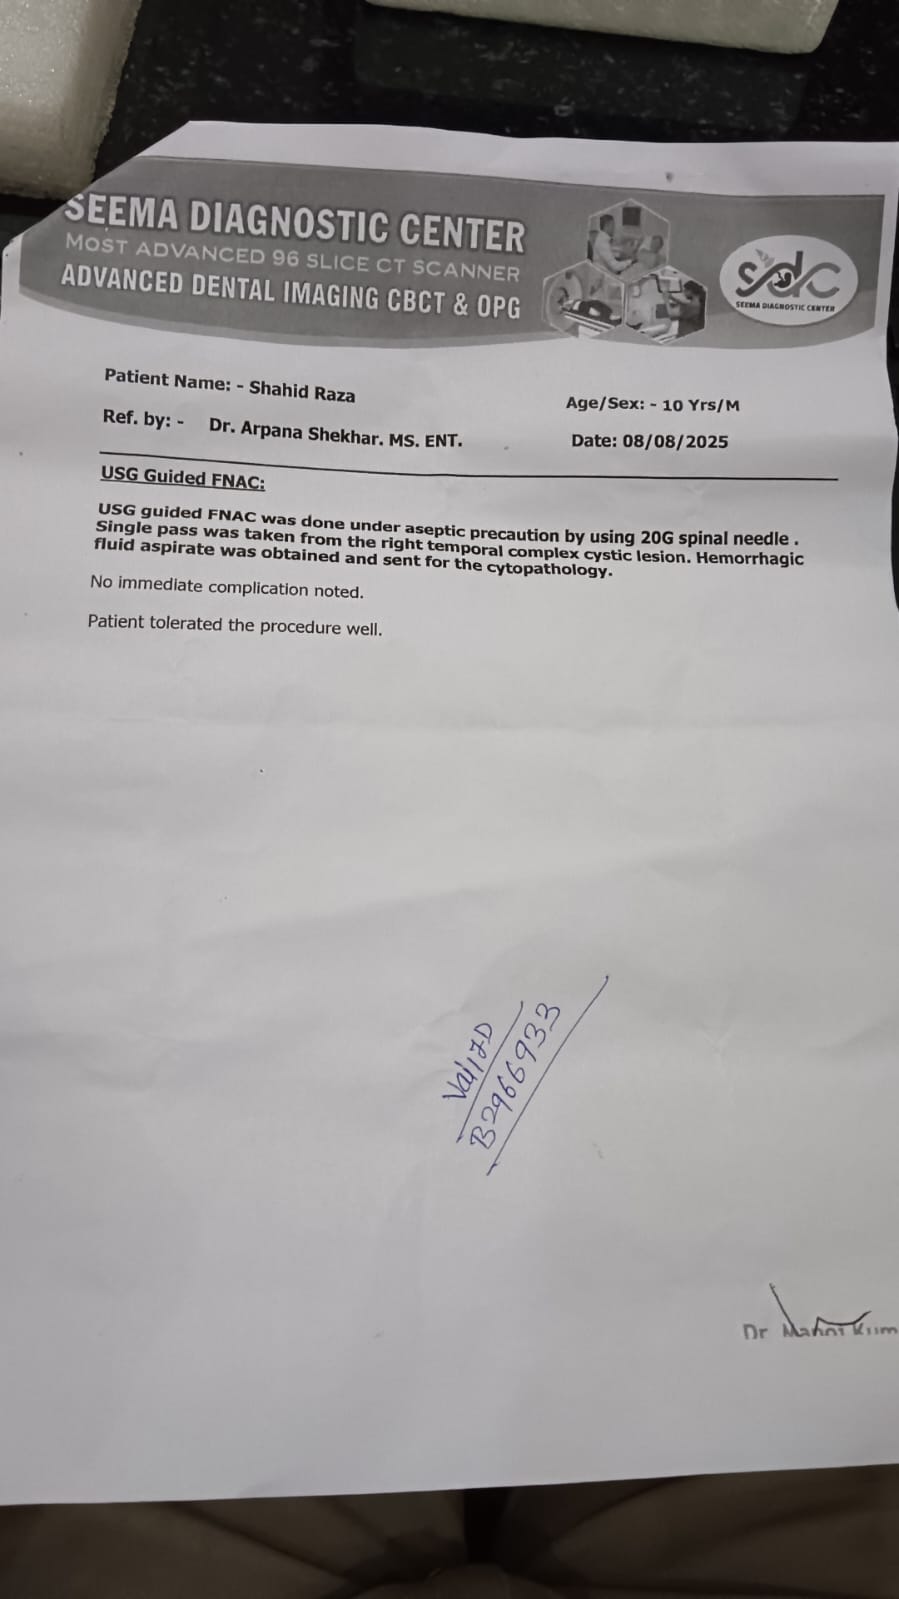 SEEMA DIAGNOSTIC CENTER
MOST ADVANCED 96 SLICE CT SCANNER
ADVANCED DENTAL IMAGING CBCT & OPG
sdc
SEEMA DIAGNOSTIC CENTER
Patient Name: - Shahid Raza
Age/Sex: - 10 Yrs/M
Ref. by: - Dr. Arpana Shekhar. MS. ENT.
Date: 08/08/2025
USG Guided FNAC:
USG guided FNAC was done under aseptic precaution by using 20G spinal needle .
Single pass was taken from the right temporal complex cystic lesion. Hemorrhagic
fluid aspirate was obtained and sent for the cytopathology.
No immediate complication noted.
Patient tolerated the procedure well.
B2966933
Dr